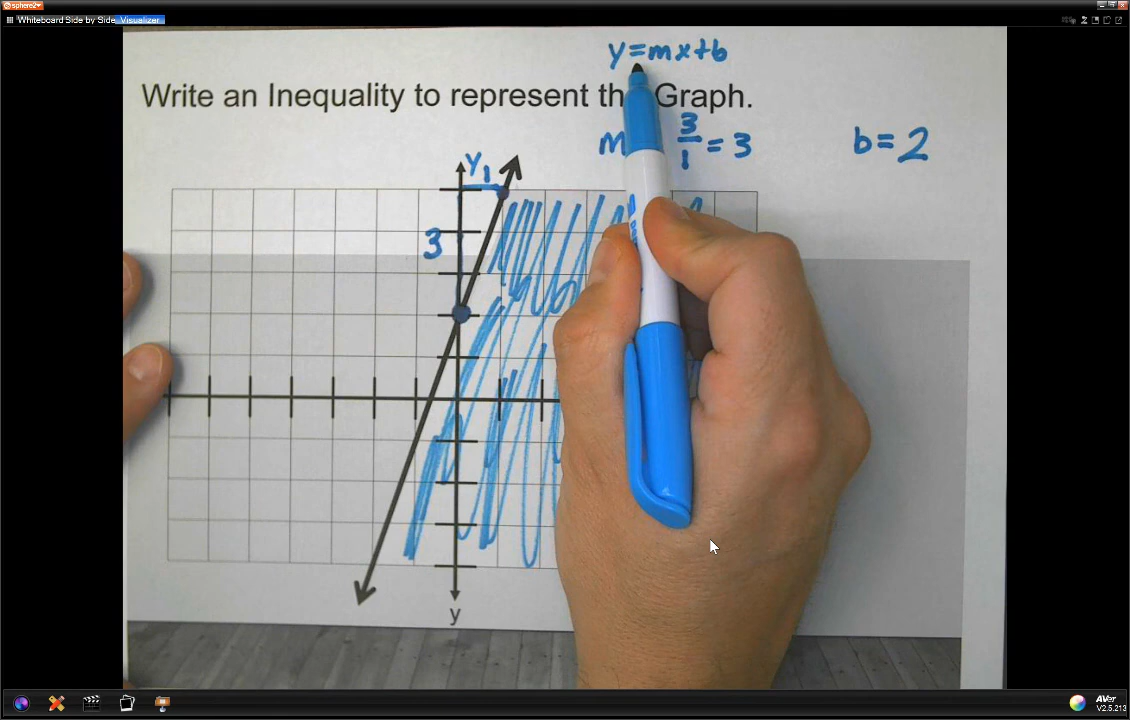 sphere2
Whiteboard Side by Side Visualizer
y=mx+b
Write an Inequality to represent th Graph.
m 3/1 = 3 b=2
y 1
3
y
AVer
V2.5.213